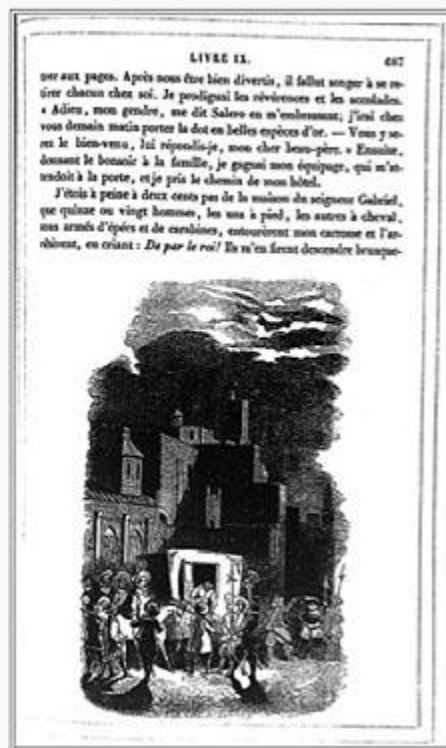 LIVRE IX.
687
ner aux pages. Après nous être bien divertis, il fallut songer à se re-
tirer chacun chez soi. Je prodiguai les révérences et les accolades.
« Adieu, mon gendre, me dit Salero en m'embrassant; j'irai chez
vous demain matin porter la dot en belles espèces d'or. — Vous y se-
rez le bien-venu, lui répondis-je, mon cher beau-père. » Ensuite,
donnant le bonsoir à la famille, je gagnai mon équipage, qui m'at-
tendoit à la porte, et je pris le chemin de mon hôtel.
J'étois à peine à deux cents pas de la maison du seigneur Gabriel,
que quinze ou vingt hommes, les uns à pied, les autres à cheval,
tous armés d'épées et de carabines, entourèrent mon carrosse et l'ar-
rêtèrent, en criant : De par le roi! Ils m'en firent descendre brusque-